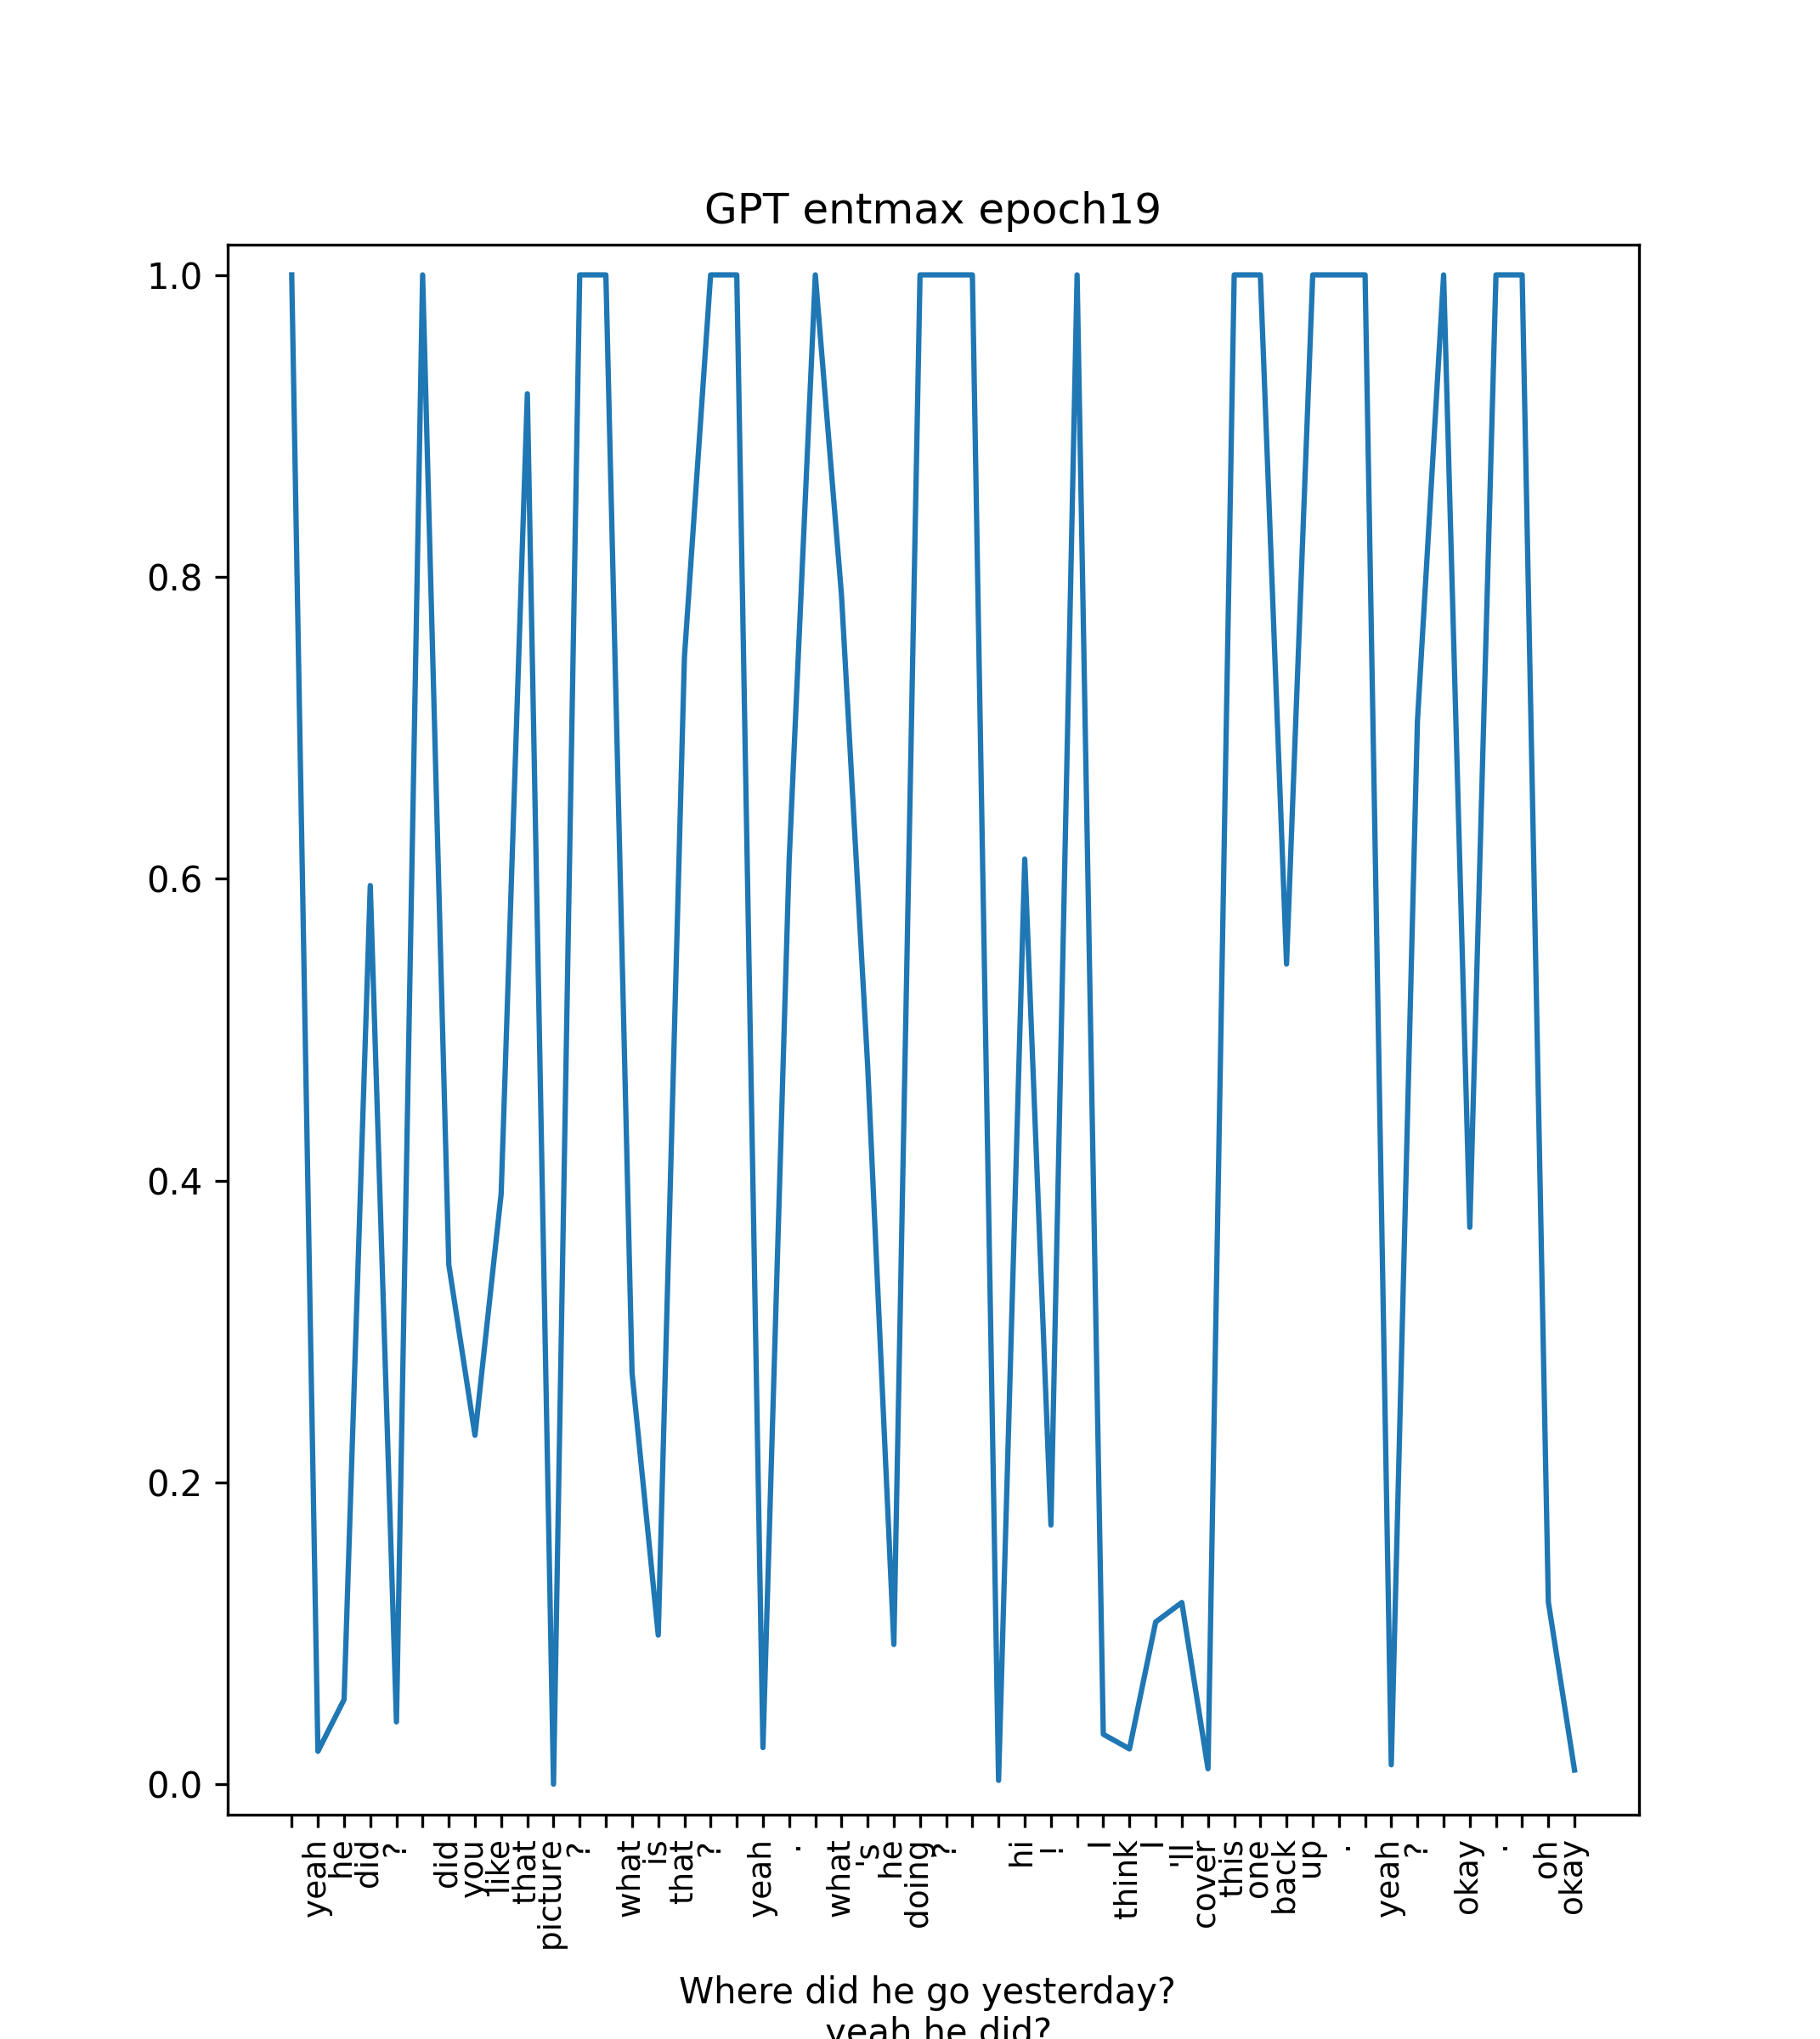 GPT entmax epoch19
1.0
0.8
0.6
0.4
0.2
0.0
yeah
he
did
?
did
you
like
that
picture
?
what
is
that
?
yeah
.
what
's
he
doing
?
hi
!
I
think
I
'll
cover
this
one
back
up
.
yeah
?
okay
.
oh
okay
Where did he go yesterday?
yeah he did?